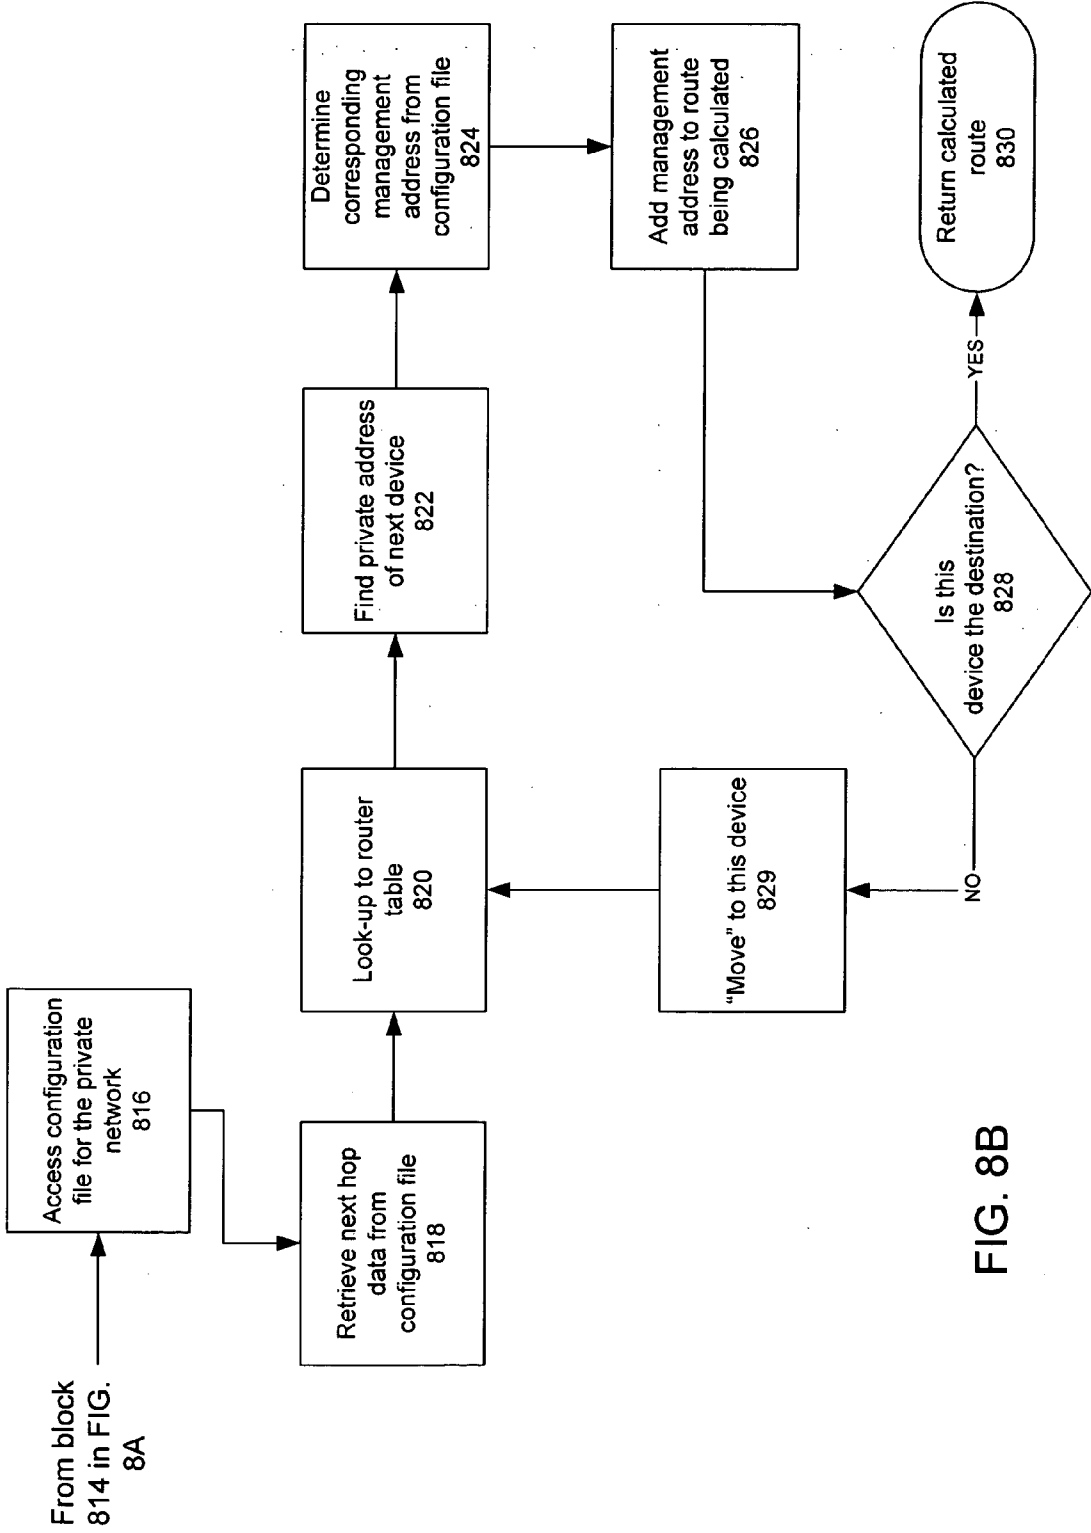 From block
814 in FIG.
8A
Access configuration
file for the private
network
816
Retrieve next hop
data from
configuration file
818
Look-up to router
table
820
Find private address
of next device
822
Determine
corresponding
management
address from
configuration file
824
Add management
address to route
being calculated
826
Is this
device the destination?
828
NO
"Move" to this device
829
YES
Return calculated
route
830
FIG. 8B